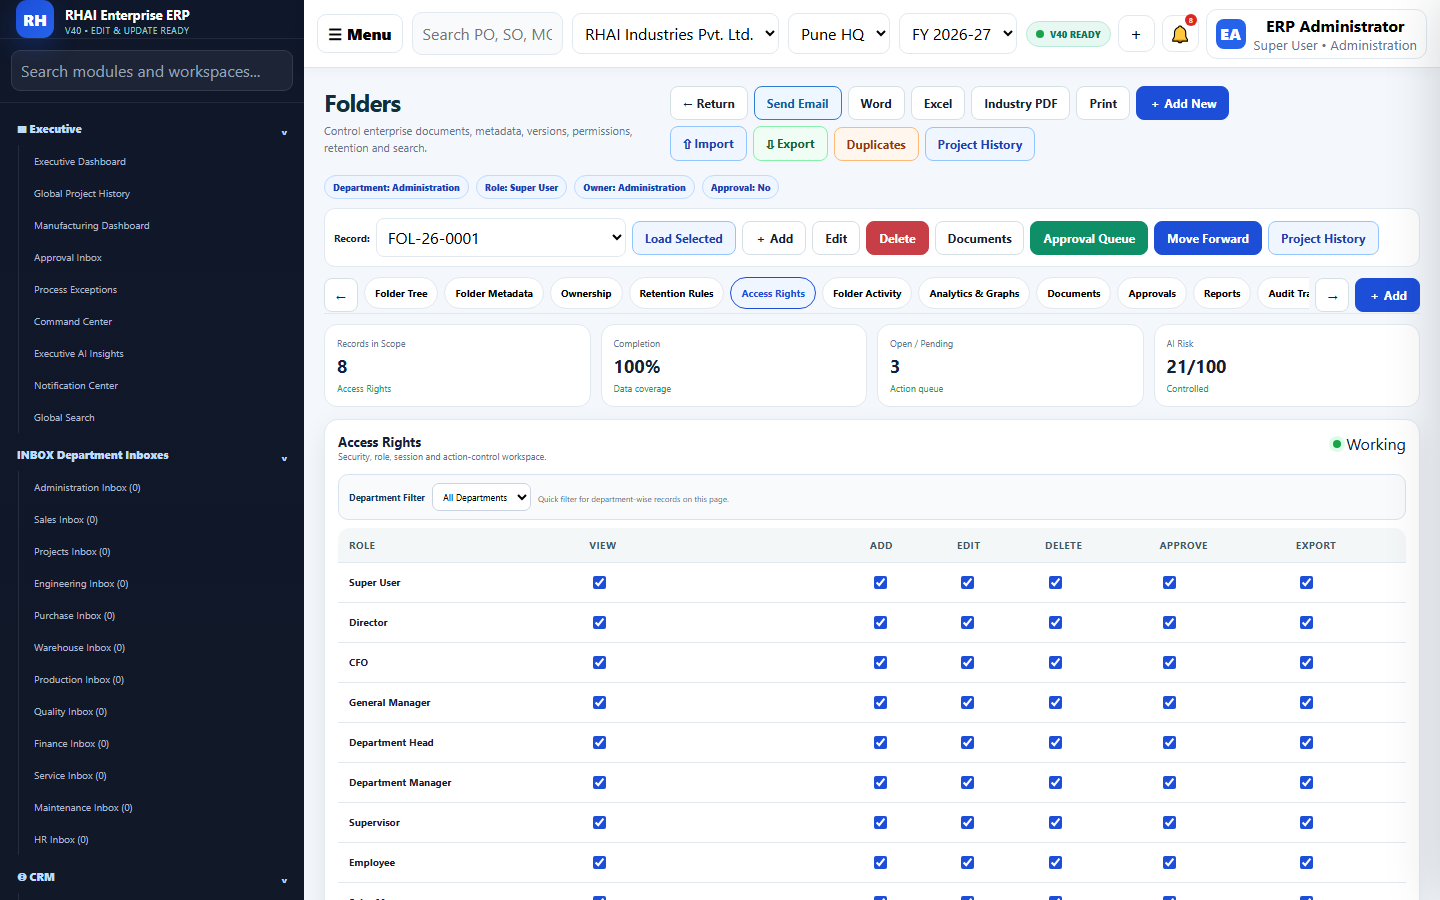 RH
RHAI Enterprise ERP
V40 • EDIT & UPDATE READY
Search modules and workspaces...
Executive
Executive Dashboard
Global Project History
Manufacturing Dashboard
Approval Inbox
Process Exceptions
Command Center
Executive AI Insights
Notification Center
Global Search
INBOX Department Inboxes
Administration Inbox (0)
Sales Inbox (0)
Projects Inbox (0)
Engineering Inbox (0)
Purchase Inbox (0)
Warehouse Inbox (0)
Production Inbox (0)
Quality Inbox (0)
Finance Inbox (0)
Service Inbox (0)
Maintenance Inbox (0)
HR Inbox (0)
CRM
☰ Menu
Search PO, SO, MO
RHAI Industries Pvt. Ltd.
Pune HQ
FY 2026-27
V40 READY
+
8
EA
ERP Administrator
Super User • Administration
Folders
Control enterprise documents, metadata, versions, permissions,
retention and search.
← Return
Send Email
Word
Excel
Industry PDF
Print
+ Add New
⇧ Import
⇩ Export
Duplicates
Project History
Department: Administration
Role: Super User
Owner: Administration
Approval: No
Record:
FOL-26-0001
Load Selected
+ Add
Edit
Delete
Documents
Approval Queue
Move Forward
Project History
←
Folder Tree
Folder Metadata
Ownership
Retention Rules
Access Rights
Folder Activity
Analytics & Graphs
Documents
Approvals
Reports
Audit Tra
→
+ Add
Records in Scope
8
Access Rights
Completion
100%
Data coverage
Open / Pending
3
Action queue
AI Risk
21/100
Controlled
Access Rights
Security, role, session and action-control workspace.
Working
Department Filter
All Departments
Quick filter for department-wise records on this page.
ROLE VIEW ADD EDIT DELETE APPROVE EXPORT
Super User
Director
CFO
General Manager
Department Head
Department Manager
Supervisor
Employee